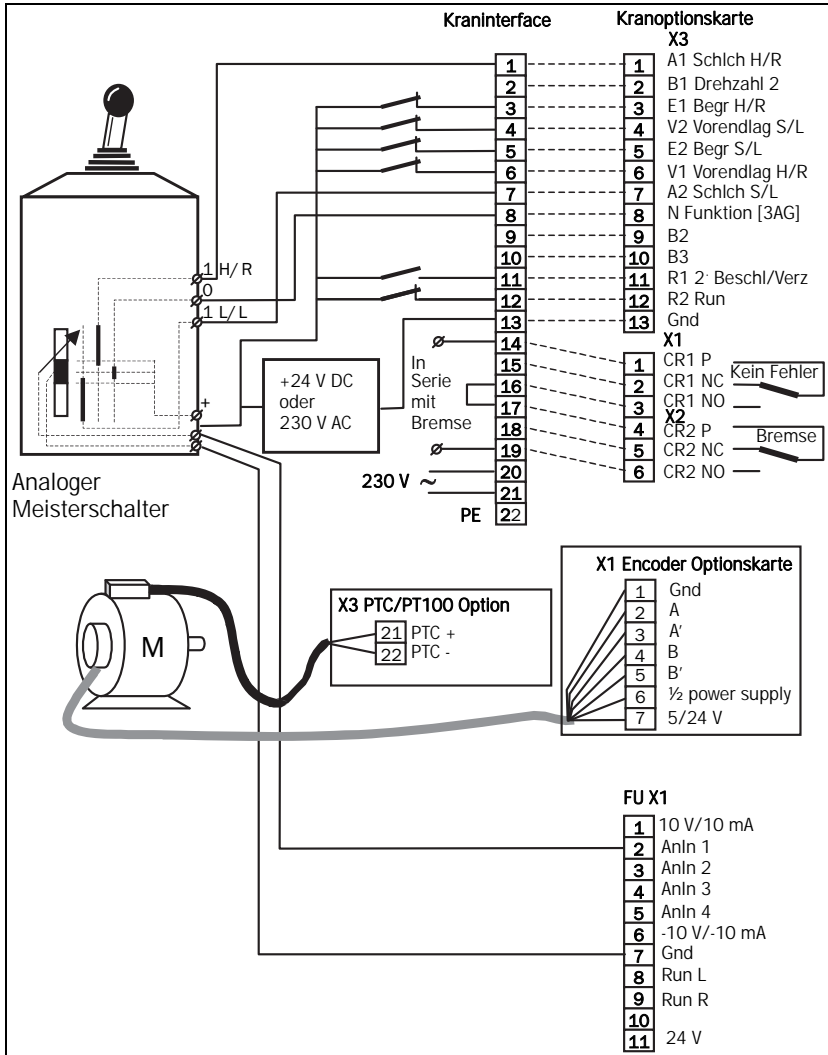 Kraninterface
Kranoptionskarte
X3
1 1 A1 Schlch H/R
2 2 B1 Drehzahl 2
3 3 E1 Begr H/R
4 4 V2 Vorendlag S/L
5 5 E2 Begr S/L
6 6 V1 Vorendlag H/R
7 7 A2 Schlch S/L
8 8 N Funktion [3AG]
9 9 B2
10 10 B3
11 11 R1 2· Beschl/Verz
12 12 R2 Run
13 13 Gnd
1 H/R
0
1 L/L
+
+24 V DC
oder
230 V AC
In
Serie
mit
Bremse
14
15
16
17
18
19
230 V ~
20
21
PE 22
X1
1 CR1 P
Kein Fehler
2 CR1 NC
3 CR1 NO
X2
4 CR2 P
Bremse
5 CR2 NC
6 CR2 NO
Analoger
Meisterschalter
M
X3 PTC/PT100 Option
21 PTC +
22 PTC -
X1 Encoder Optionskarte
1 Gnd
2 A
3 A'
4 B
5 B'
6 ½ power supply
7 5/24 V
FU X1
1 10 V/10 mA
2 AnIn 1
3 AnIn 2
4 AnIn 3
5 AnIn 4
6 -10 V/-10 mA
7 Gnd
8 Run L
9 Run R
10
11 24 V